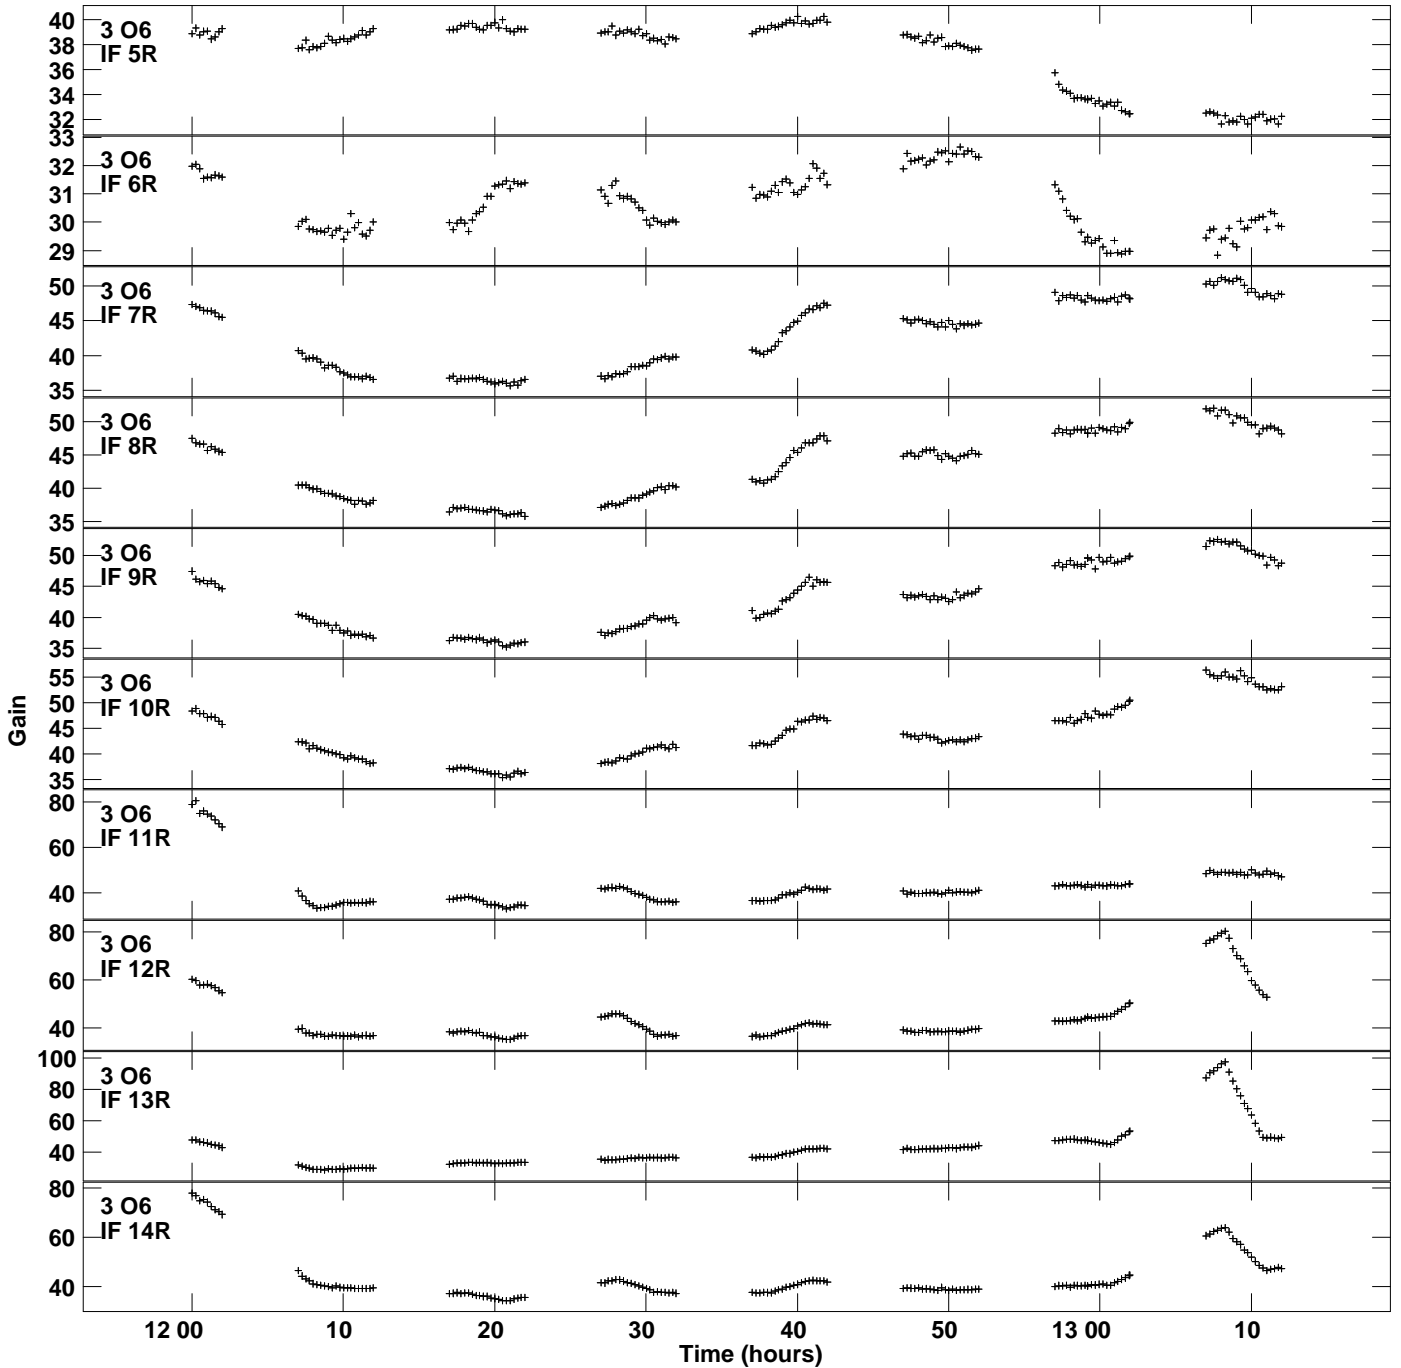 3 O6
IF 5R
40
38
36
34
32
3 O6
IF 6R
33
32
31
30
29
3 O6
IF 7R
50
45
40
35
3 O6
IF 8R
50
45
40
35
3 O6
IF 9R
50
45
40
35
3 O6
IF 10R
55
50
45
40
35
Gain
3 O6
IF 11R
80
60
40
3 O6
IF 12R
80
60
40
3 O6
IF 13R
100
80
60
40
3 O6
IF 14R
80
60
40
12 00 10 20 30 40 50 13 00 10
Time (hours)